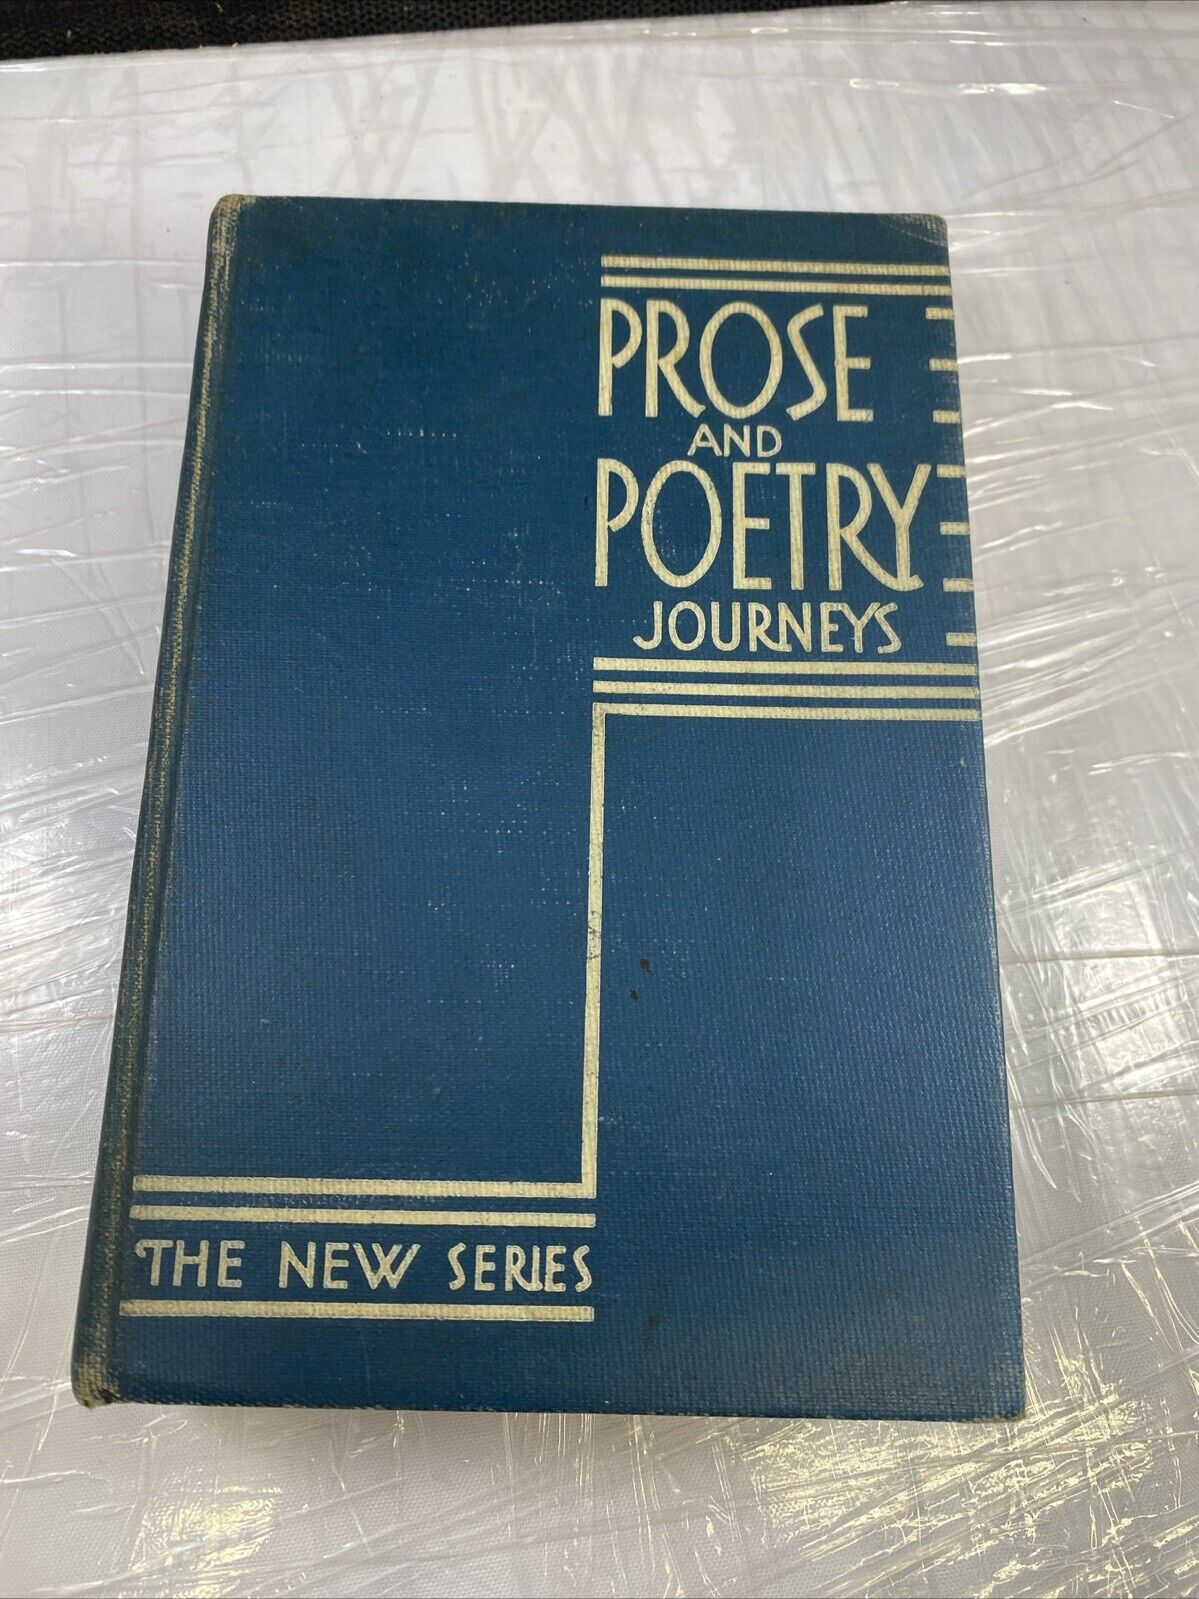 PROSE
AND
POETRY
JOURNEYS
THE NEW SERIES